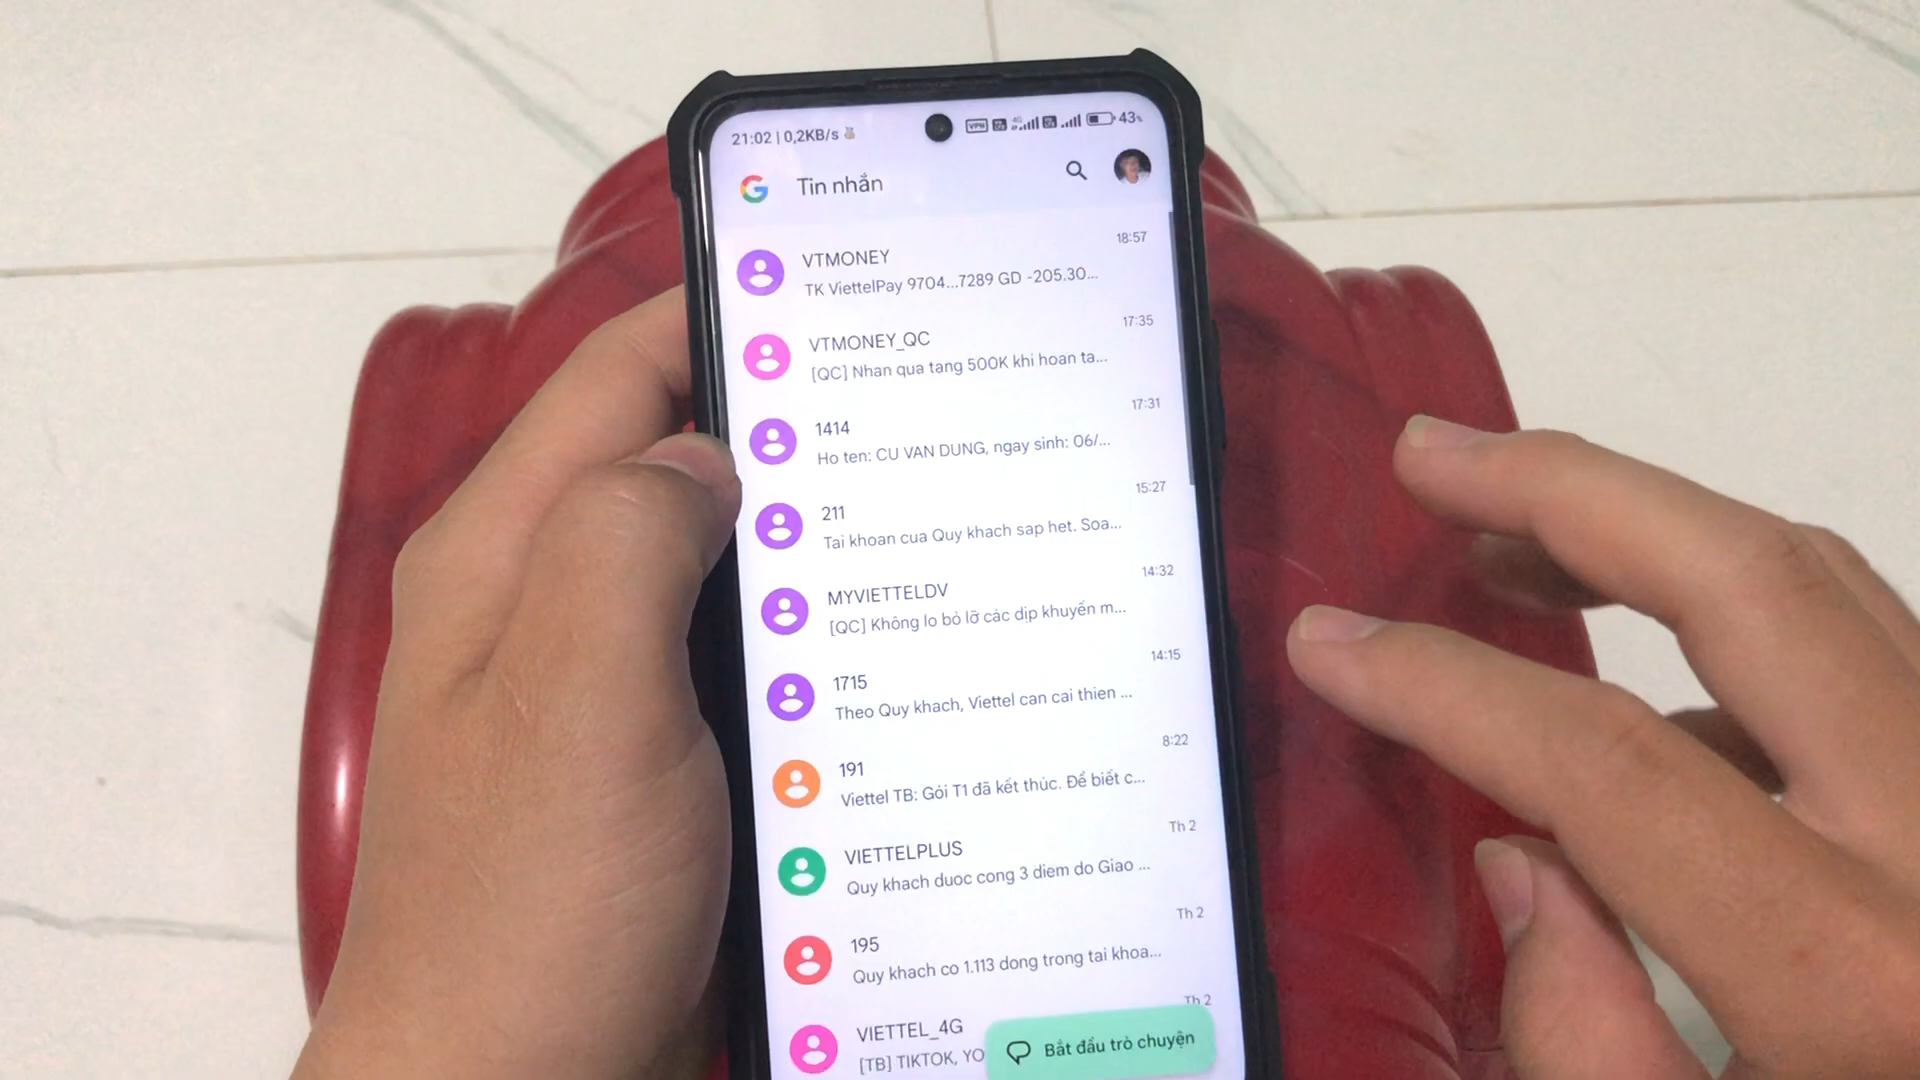 21:02 | 0,2KB/s
VPN
4G
43%
Tin nhắn
VTMONEY
18:57
TK ViettelPay 9704...7289 GD -205.30...
VTMONEY_QC
17:35
[QC] Nhan qua tang 500K khi hoan ta...
1414
17:31
Ho ten: CU VAN DUNG, ngay sinh: 06/...
211
15:27
Tai khoan cua Quy khach sap het. Soa...
MYVIETTELDV
14:32
[QC] Không lo bỏ lỡ các dịp khuyến m...
1715
14:15
Theo Quy khach, Viettel can cai thien ...
191
8:22
Viettel TB: Gói T1 đã kết thúc. Để biết c...
VIETTELPLUS
Th 2
Quy khach duoc cong 3 diem do Giao ...
195
Th 2
Quy khach co 1.113 dong trong tai khoa...
VIETTEL_4G
Th 2
[TB] TIKTOK, YO
Bắt đầu trò chuyện